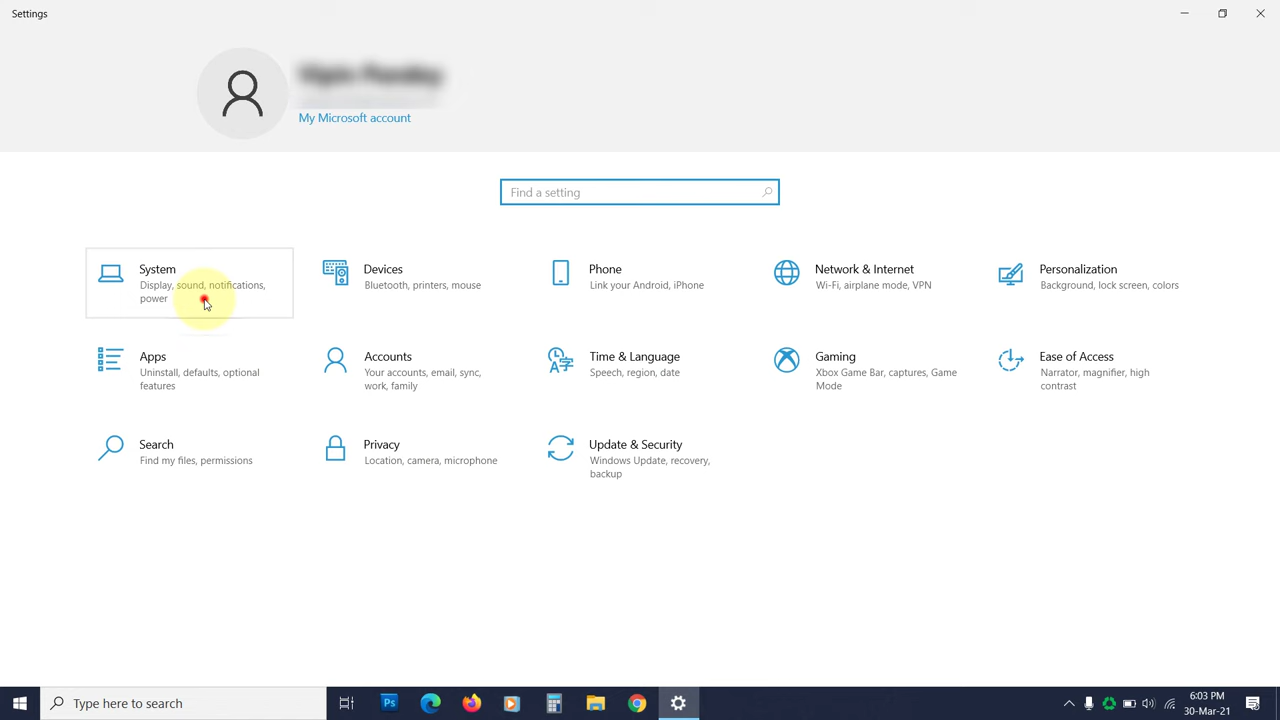 Settings
My Microsoft account
Find a setting
System
Display, sound, notifications,
power
Devices
Bluetooth, printers, mouse
Phone
Link your Android, iPhone
Network & Internet
Wi-Fi, airplane mode, VPN
Personalization
Background, lock screen, colors
Apps
Uninstall, defaults, optional
features
Accounts
Your accounts, email, sync,
work, family
Time & Language
Speech, region, date
Gaming
Xbox Game Bar, captures, Game
Mode
Ease of Access
Narrator, magnifier, high
contrast
Search
Find my files, permissions
Privacy
Location, camera, microphone
Update & Security
Windows Update, recovery,
backup
Type here to search
Ps
6:03 PM
30-Mar-21